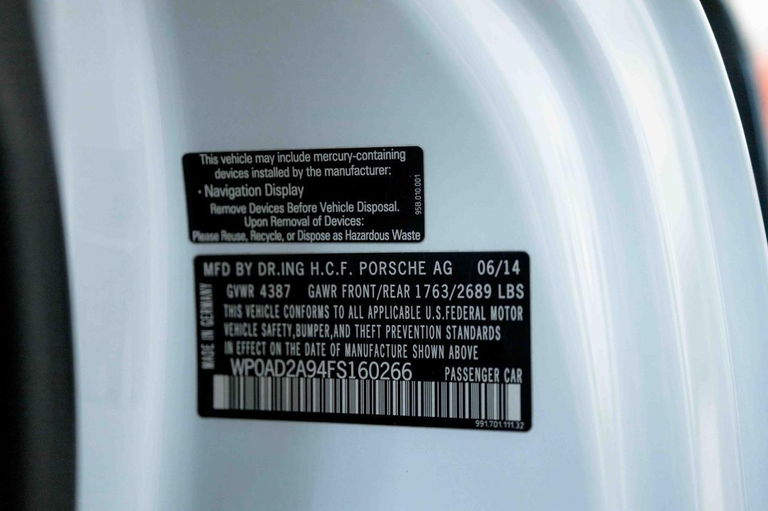 This vehicle may include mercury-containing
devices installed by the manufacturer:
• Navigation Display
Remove Devices Before Vehicle Disposal.
Upon Removal of Devices:
Please Reuse, Recycle, or Dispose as Hazardous Waste
958.010.001
MFD BY DR.ING H.C.F. PORSCHE AG 06/14
GVWR 4387 GAWR FRONT/REAR 1763/2689 LBS
THIS VEHICLE CONFORMS TO ALL APPLICABLE U.S.FEDERAL MOTOR
VEHICLE SAFETY,BUMPER,AND THEFT PREVENTION STANDARDS
IN EFFECT ON THE DATE OF MANUFACTURE SHOWN ABOVE
MADE IN GERMANY
WP0AD2A94FS160266 PASSENGER CAR
991.701.111.32